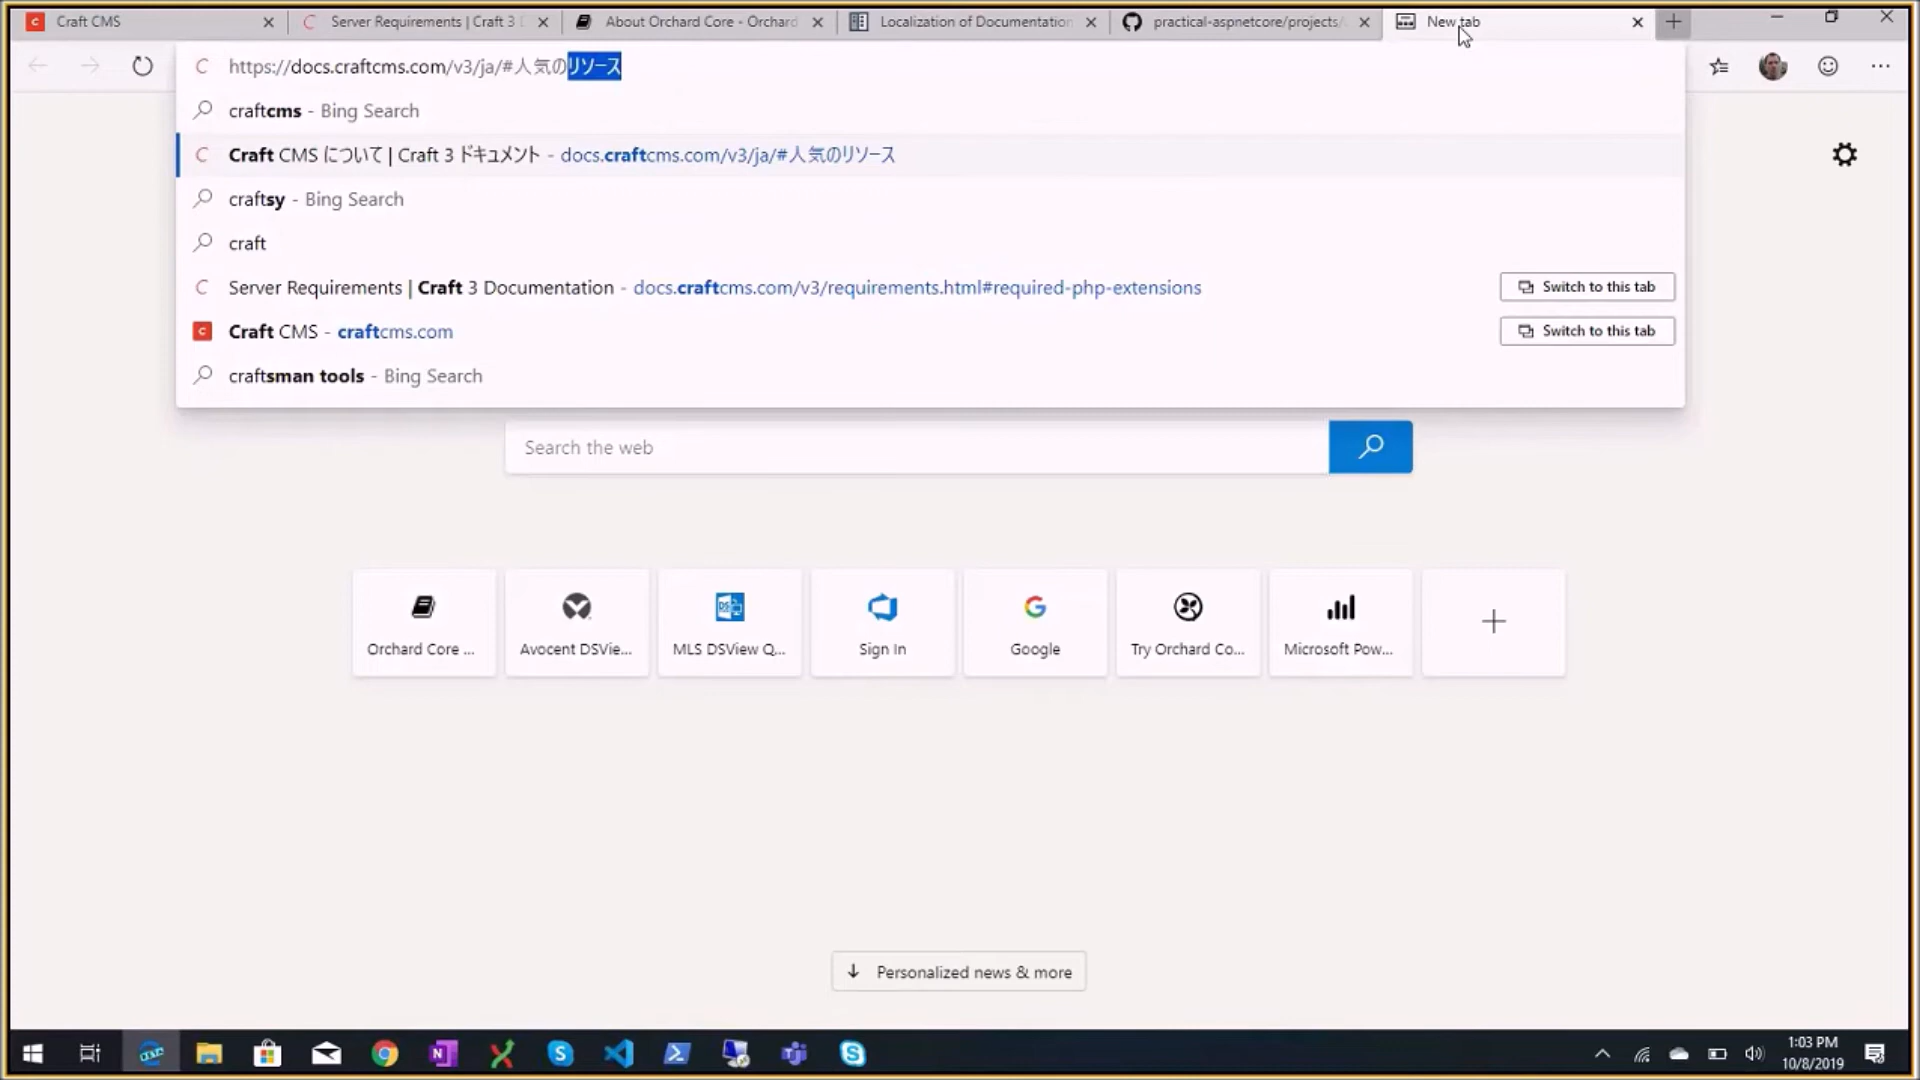 Craft CMS
Server Requirements | Craft 3 D
About Orchard Core - Orchard
Localization of Documentation
practical-aspnetcore/projects/
New tab
https://docs.craftcms.com/v3/ja/#人気のリソース
craftcms - Bing Search
Craft CMS について | Craft 3 ドキュメント - docs.craftcms.com/v3/ja/#人気のリソース
craftsy - Bing Search
craft
Server Requirements | Craft 3 Documentation - docs.craftcms.com/v3/requirements.html#required-php-extensions
Switch to this tab
Craft CMS - craftcms.com
Switch to this tab
craftsman tools - Bing Search
Search the web
Orchard Core ...
Avocent DSVie...
MLS DSView Q...
Sign In
Google
Try Orchard Co...
Microsoft Pow...
Personalized news & more
1:03 PM
10/8/2019